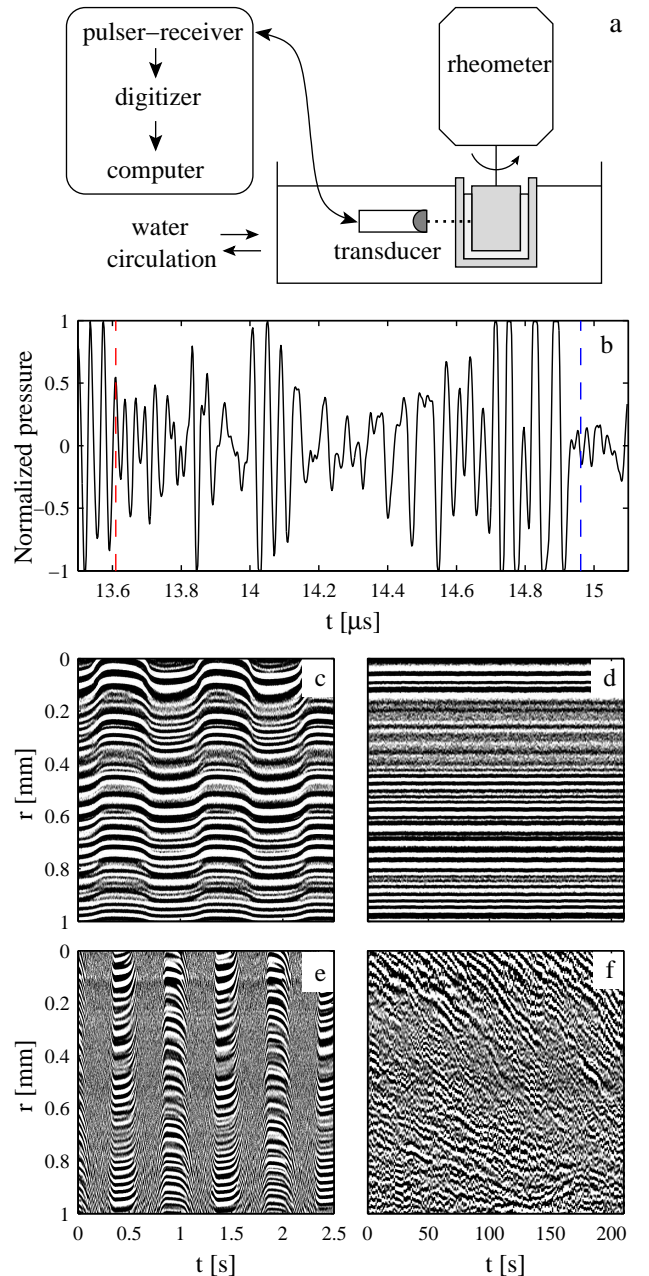 a
pulser−receiver
digitizer
computer
rheometer
water
circulation
transducer
b
Normalized pressure
1
0.5
0
−0.5
−1
13.6 13.8 14 14.2 14.4 14.6 14.8 15
t [μs]
c
d
r [mm]
0
0.2
0.4
0.6
0.8
1
e
f
r [mm]
0
0.2
0.4
0.6
0.8
1
0 0.5 1 1.5 2 2.5
t [s]
0 50 100 150 200
t [s]